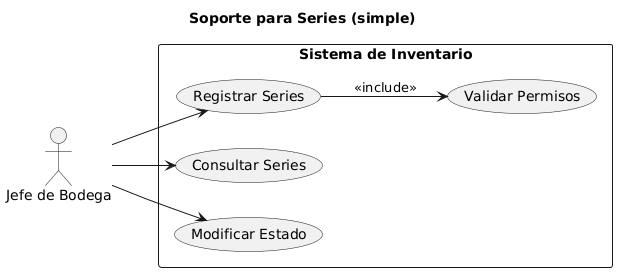 Soporte para Series (simple)
Sistema de Inventario
Registrar Series
«include»
Validar Permisos
Consultar Series
Jefe de Bodega
Modificar Estado